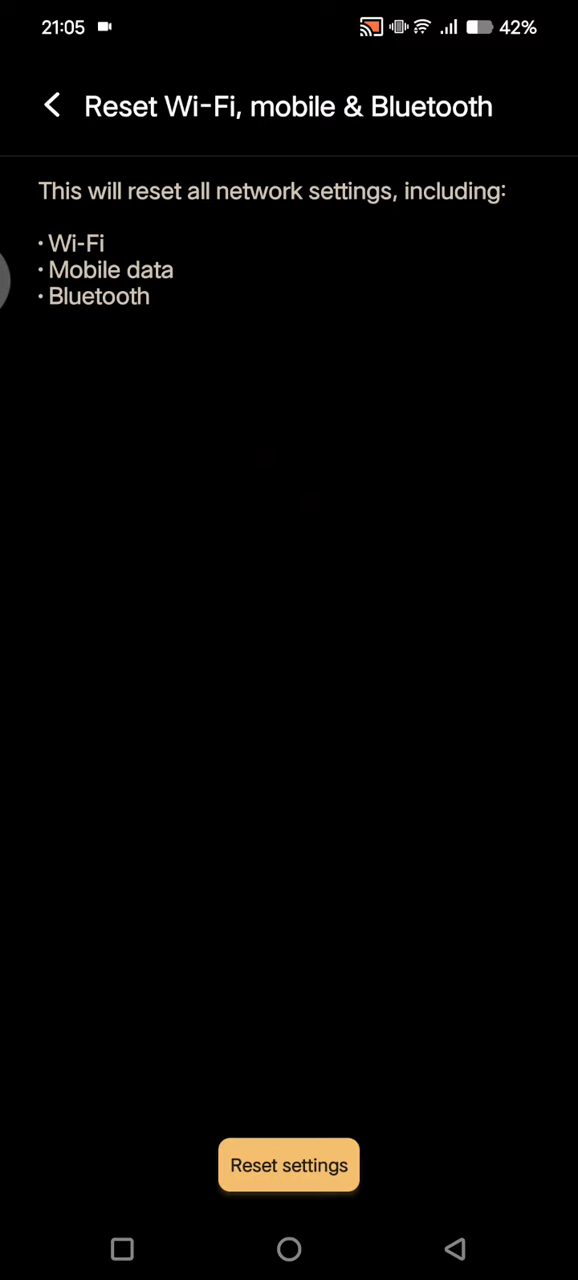 21:05 42%
Reset Wi-Fi, mobile & Bluetooth
This will reset all network settings, including:
• Wi-Fi
• Mobile data
• Bluetooth
Reset settings